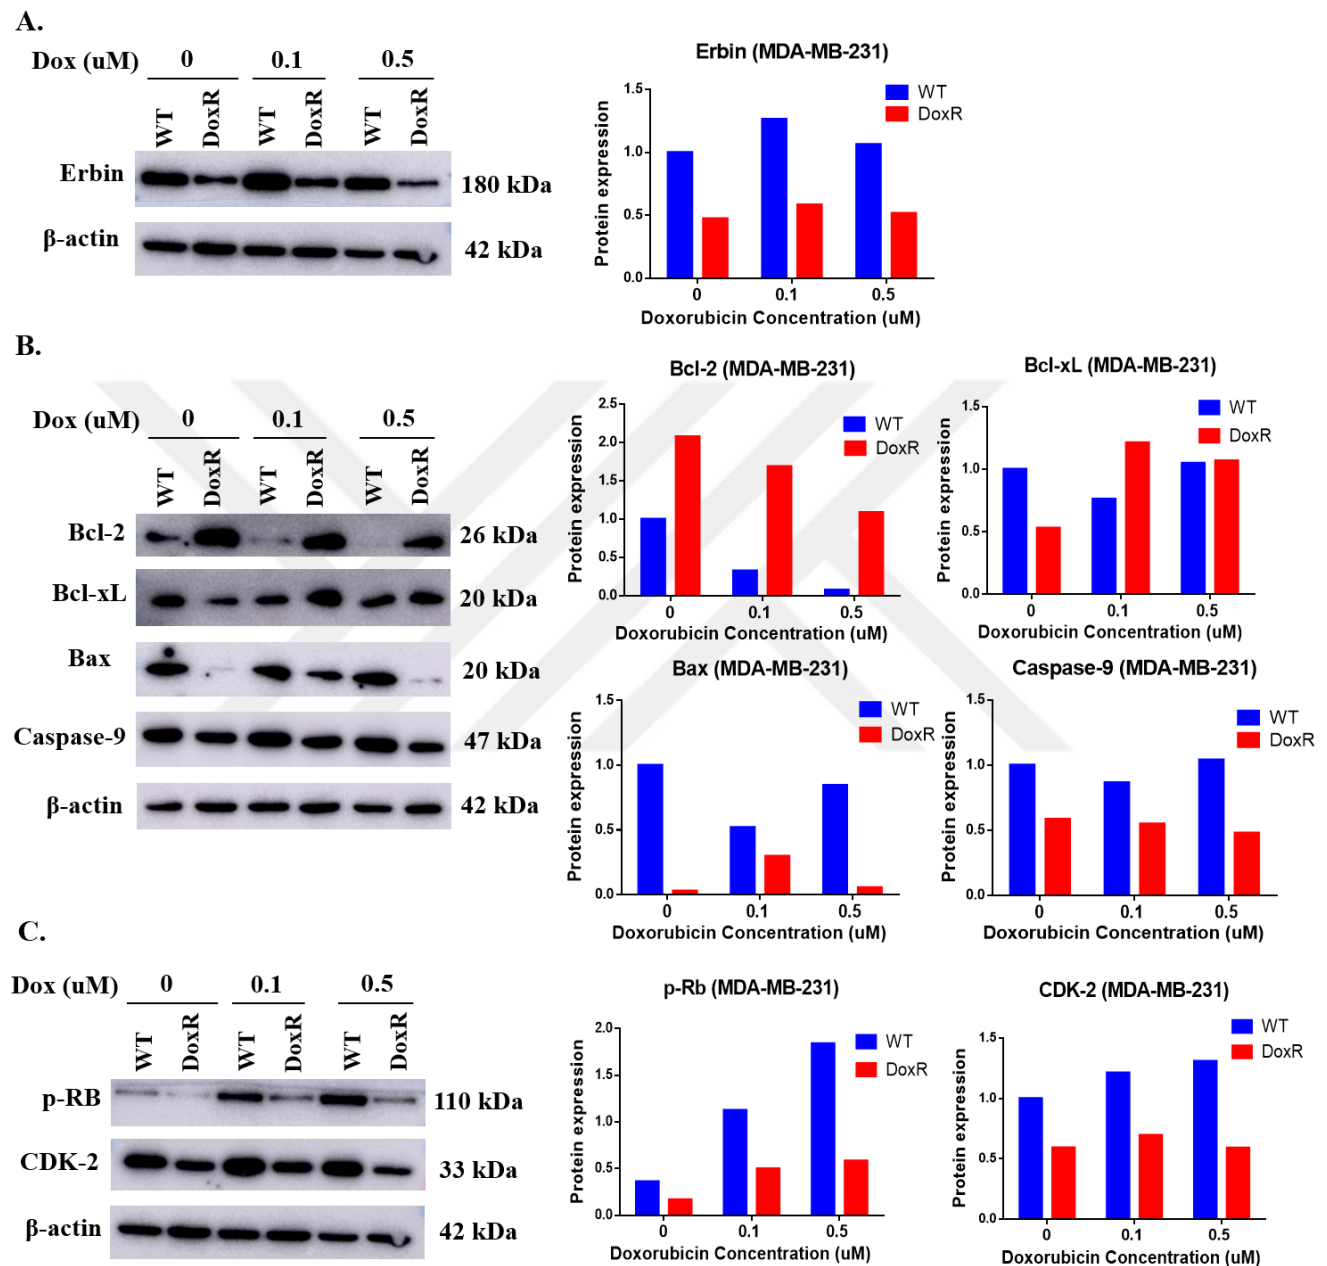 A.
Dox (uM) 0 0.1 0.5
WT DoxR WT DoxR WT DoxR
Erbin 180 kDa
β-actin 42 kDa
Erbin (MDA-MB-231)
WT
DoxR
Protein expression
1.5
1.0
0.5
0.0
0 0.1 0.5
Doxorubicin Concentration (uM)
B.
Dox (uM) 0 0.1 0.5
WT DoxR WT DoxR WT DoxR
Bcl-2 26 kDa
Bcl-xL 20 kDa
Bax 20 kDa
Caspase-9 47 kDa
β-actin 42 kDa
Bcl-2 (MDA-MB-231)
WT
DoxR
Protein expression
2.5
2.0
1.5
1.0
0.5
0.0
0 0.1 0.5
Doxorubicin Concentration (uM)
Bcl-xL (MDA-MB-231)
WT
DoxR
Protein expression
1.5
1.0
0.5
0.0
0 0.1 0.5
Doxorubicin Concentration (uM)
Bax (MDA-MB-231)
WT
DoxR
Protein expression
1.5
1.0
0.5
0.0
0 0.1 0.5
Doxorubicin Concentration (uM)
Caspase-9 (MDA-MB-231)
WT
DoxR
Protein expression
1.5
1.0
0.5
0.0
0 0.1 0.5
Doxorubicin Concentration (uM)
C.
Dox (uM) 0 0.1 0.5
WT DoxR WT DoxR WT DoxR
p-RB 110 kDa
CDK-2 33 kDa
β-actin 42 kDa
p-Rb (MDA-MB-231)
WT
DoxR
Protein expression
2.0
1.5
1.0
0.5
0.0
0 0.1 0.5
Doxorubicin Concentration (uM)
CDK-2 (MDA-MB-231)
WT
DoxR
Protein expression
1.5
1.0
0.5
0.0
0 0.1 0.5
Doxorubicin Concentration (uM)